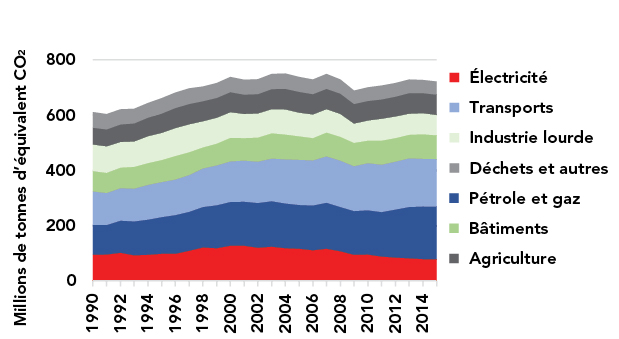 Millions de tonnes d'équivalent CO₂
800
600
400
200
0
1990
1992
1994
1996
1998
2000
2002
2004
2006
2008
2010
2012
2014
Électricité
Transports
Industrie lourde
Déchets et autres
Pétrole et gaz
Bâtiments
Agriculture